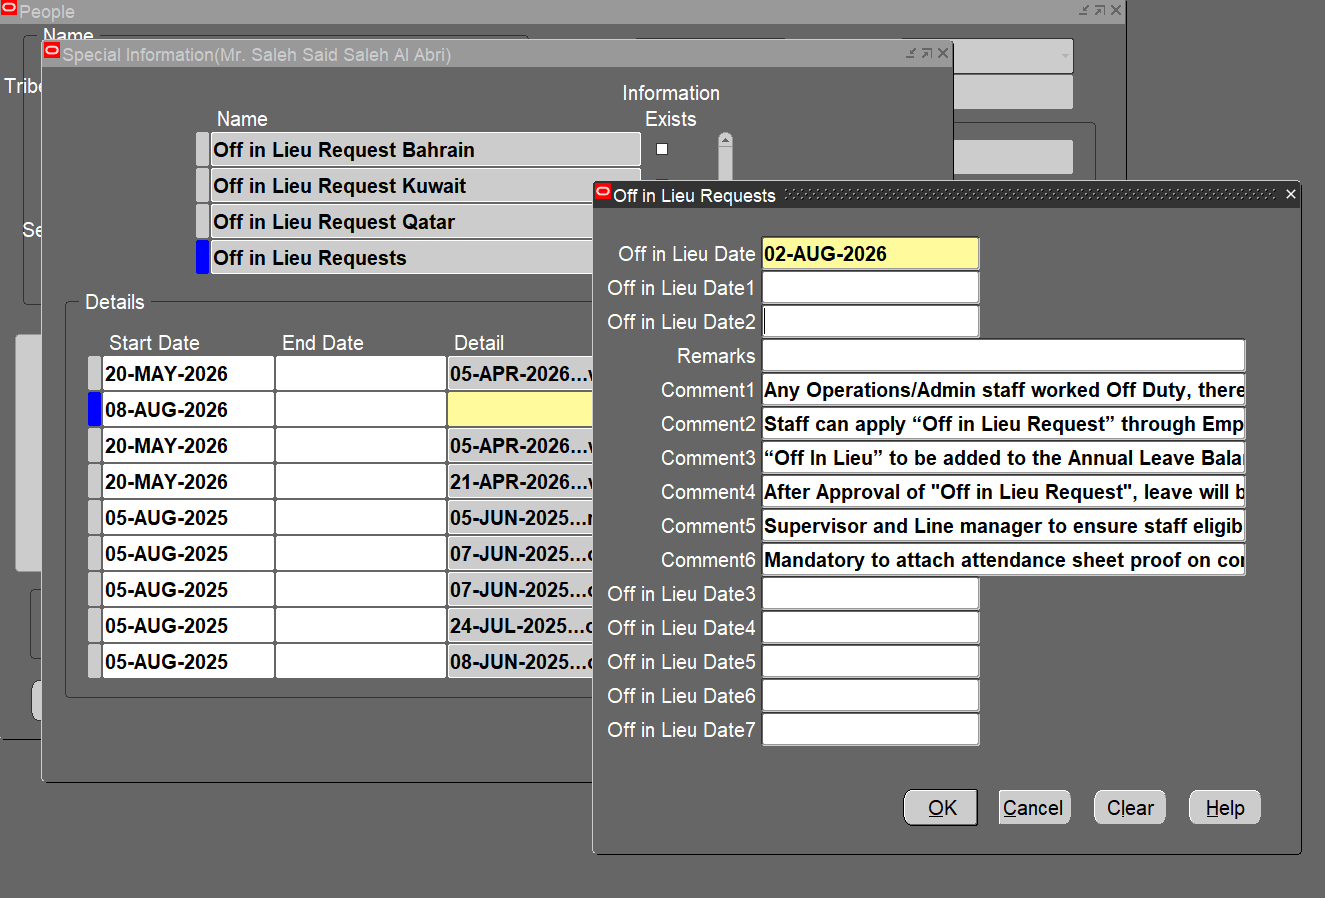 People
Name
Special Information(Mr. Saleh Said Saleh Al Abri)
Tribe
Information
Name
Exists
Off in Lieu Request Bahrain
Off in Lieu Request Kuwait
Off in Lieu Request Qatar
Off in Lieu Requests
Details
Start Date End Date Detail
20-MAY-2026 05-APR-2026...
08-AUG-2026
20-MAY-2026 05-APR-2026...
20-MAY-2026 21-APR-2026...
05-AUG-2025 05-JUN-2025...
05-AUG-2025 07-JUN-2025...
05-AUG-2025 07-JUN-2025...
05-AUG-2025 24-JUL-2025...
05-AUG-2025 08-JUN-2025...
Off in Lieu Requests
Off in Lieu Date 02-AUG-2026
Off in Lieu Date1
Off in Lieu Date2
Remarks
Comment1 Any Operations/Admin staff worked Off Duty, there
Comment2 Staff can apply “Off in Lieu Request” through Emp
Comment3 “Off In Lieu” to be added to the Annual Leave Bala
Comment4 After Approval of "Off in Lieu Request", leave will b
Comment5 Supervisor and Line manager to ensure staff eligib
Comment6 Mandatory to attach attendance sheet proof on co
Off in Lieu Date3
Off in Lieu Date4
Off in Lieu Date5
Off in Lieu Date6
Off in Lieu Date7
OK Cancel Clear Help